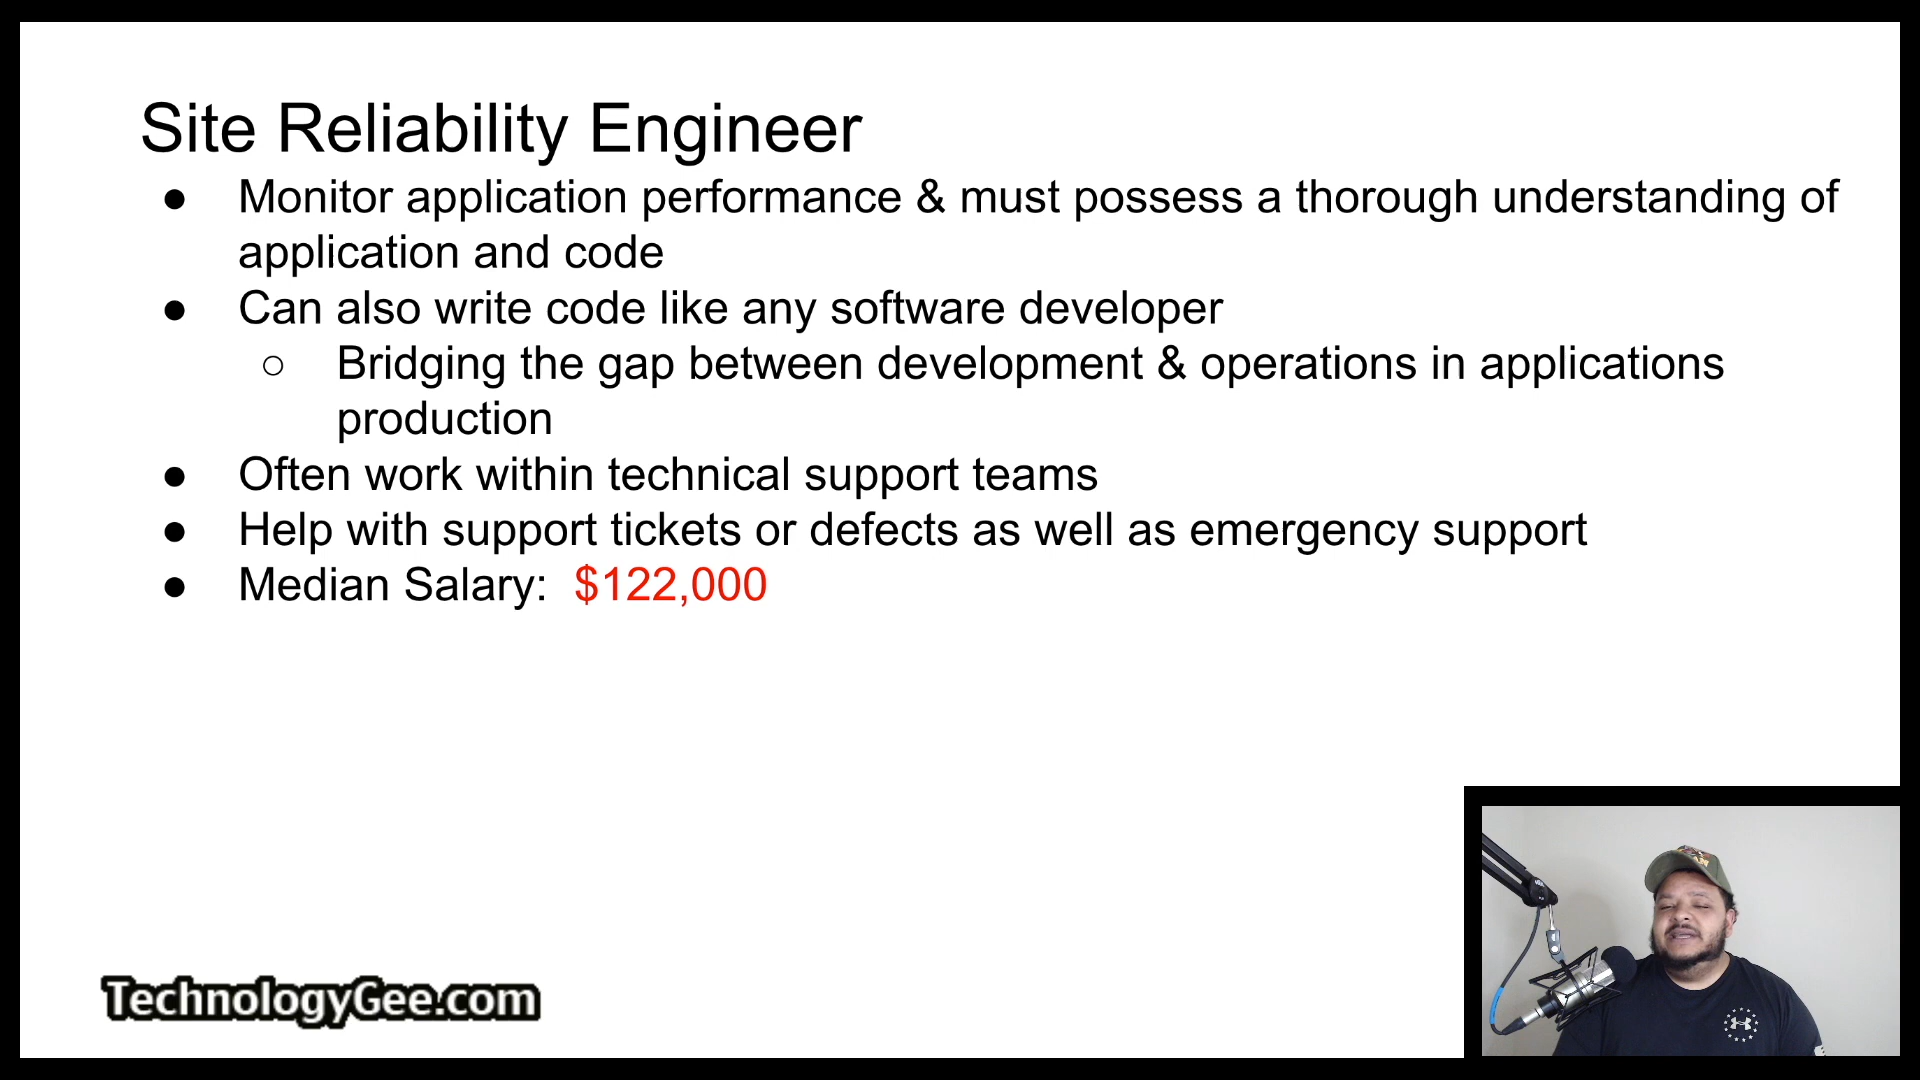 Site Reliability Engineer
● Monitor application performance & must possess a thorough understanding of
application and code
● Can also write code like any software developer
○ Bridging the gap between development & operations in applications
production
● Often work within technical support teams
● Help with support tickets or defects as well as emergency support
● Median Salary: $122,000
TechnologyGee.com